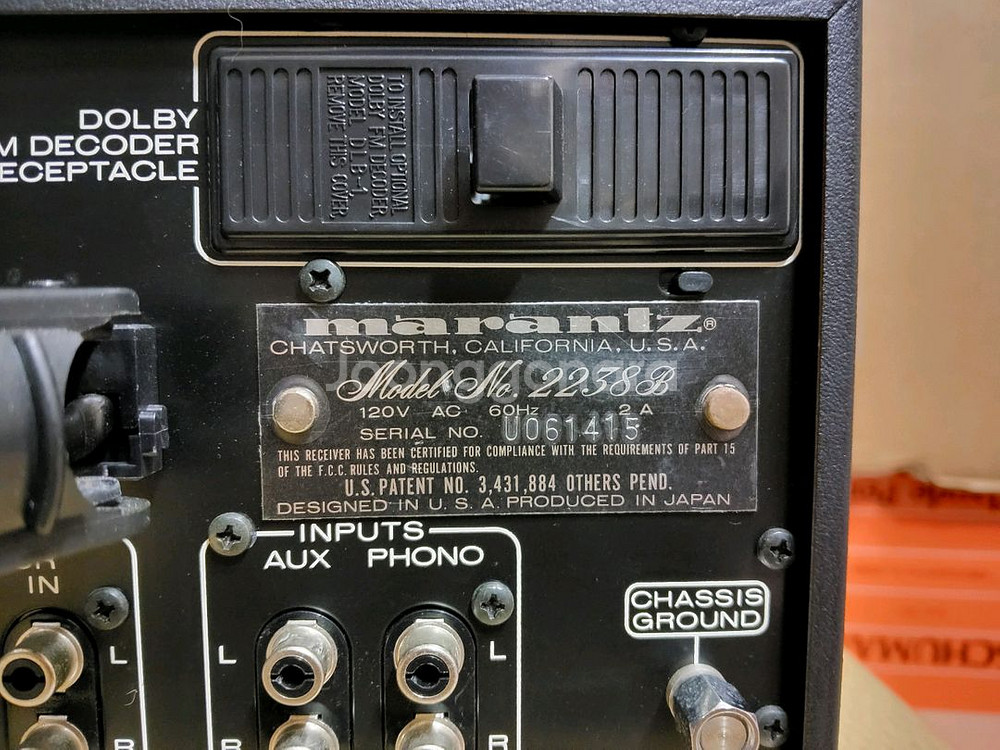 DOLBY
M DECODER
ECEPTACLE
TO INSTALL OPTIONAL
DOLBY FM DECODER,
MODEL DLB-1,
REMOVE THIS COVER.
marantz®
CHATSWORTH, CALIFORNIA, U.S.A.
Model No. 2238B
120V AC 60Hz 2 A
SERIAL NO. U061415
THIS RECEIVER HAS BEEN CERTIFIED FOR COMPLIANCE WITH THE REQUIREMENTS OF PART 15
OF THE F.C.C. RULES AND REGULATIONS.
U.S. PATENT NO. 3,431,884 OTHERS PEND.
DESIGNED IN U. S. A. PRODUCED IN JAPAN
INPUTS
AUX PHONO
IN
L
L
L
R
R
R
CHASSIS
GROUND
SCHUMA